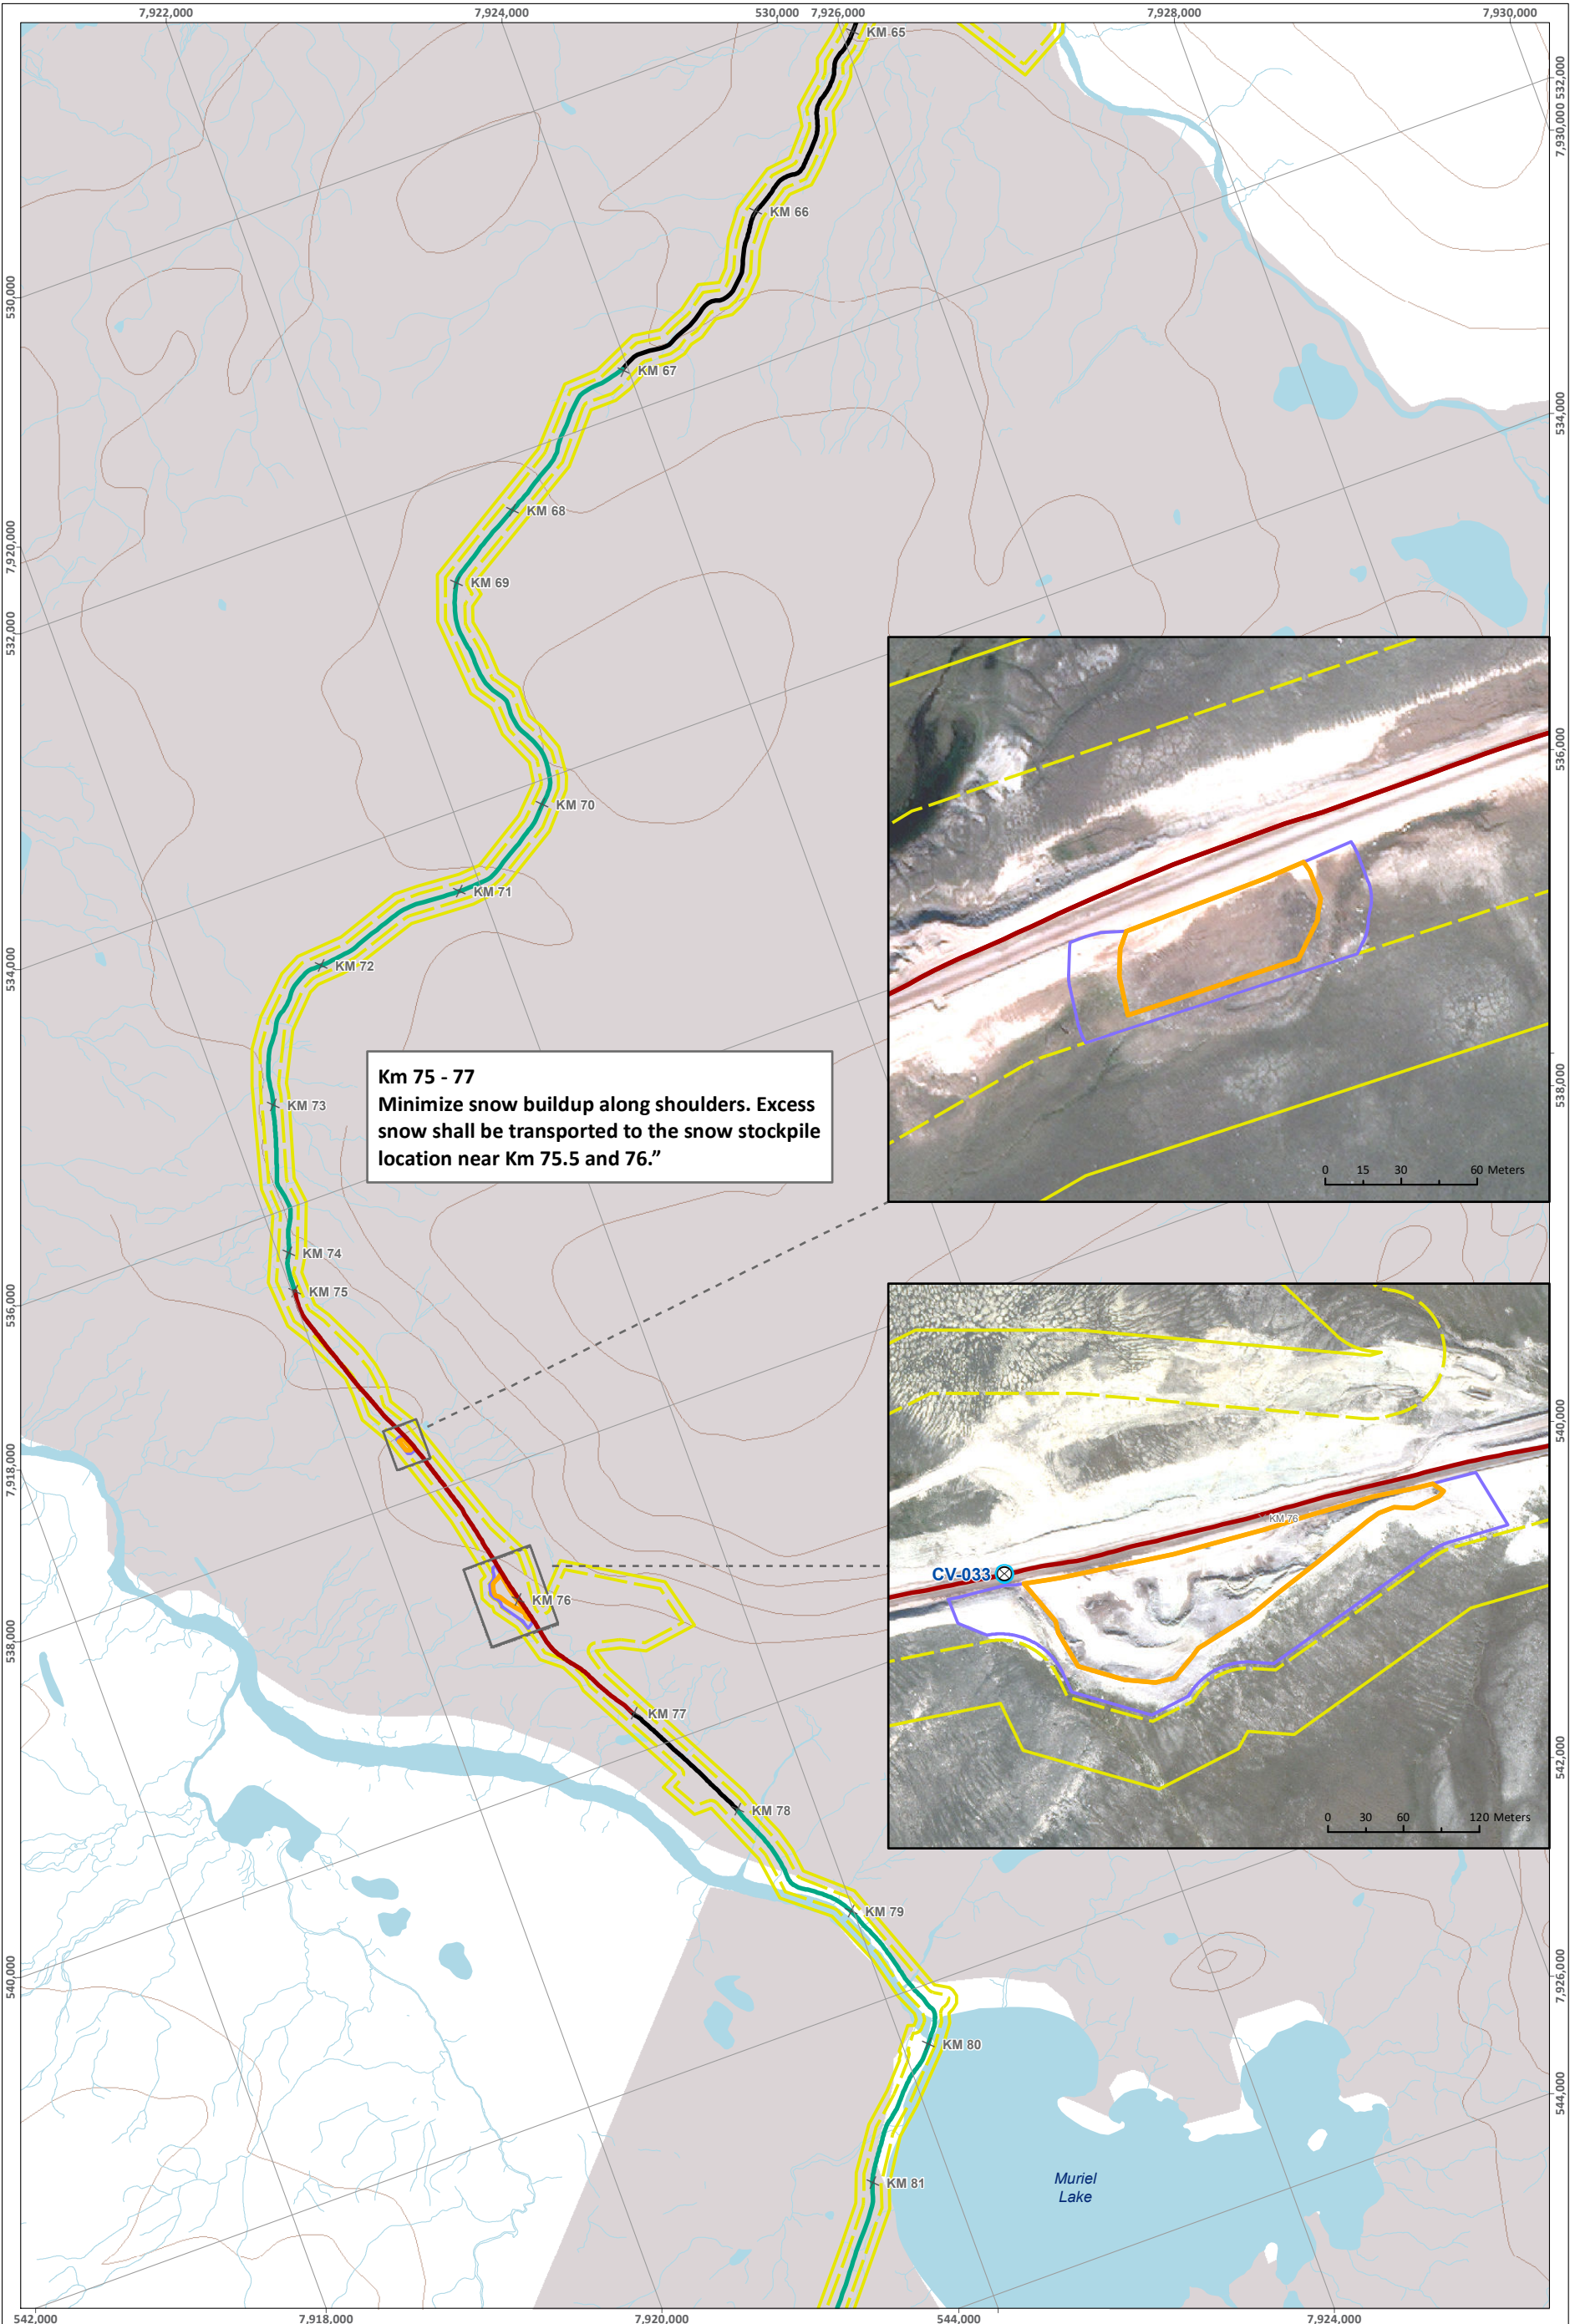 7,922,000
7,924,000
530,000
7,926,000
7,928,000
7,930,000
KM 65
532,000
7,930,000
KM 66
530,000
KM 67
534,000
KM 68
7,920,000
KM 69
532,000
536,000
KM 70
KM 71
534,000
KM 72
Km 75 - 77
Minimize snow buildup along shoulders. Excess
snow shall be transported to the snow stockpile
location near Km 75.5 and 76.”
KM 73
538,000
0 15 30 60 Meters
KM 74
KM 75
536,000
540,000
7,918,000
KM 76
CV-033
KM 76
538,000
KM 77
542,000
KM 78
0 30 60 120 Meters
KM 79
540,000
7,926,000
KM 80
544,000
KM 81
Muriel
Lake
542,000
7,918,000
7,920,000
544,000
7,924,000